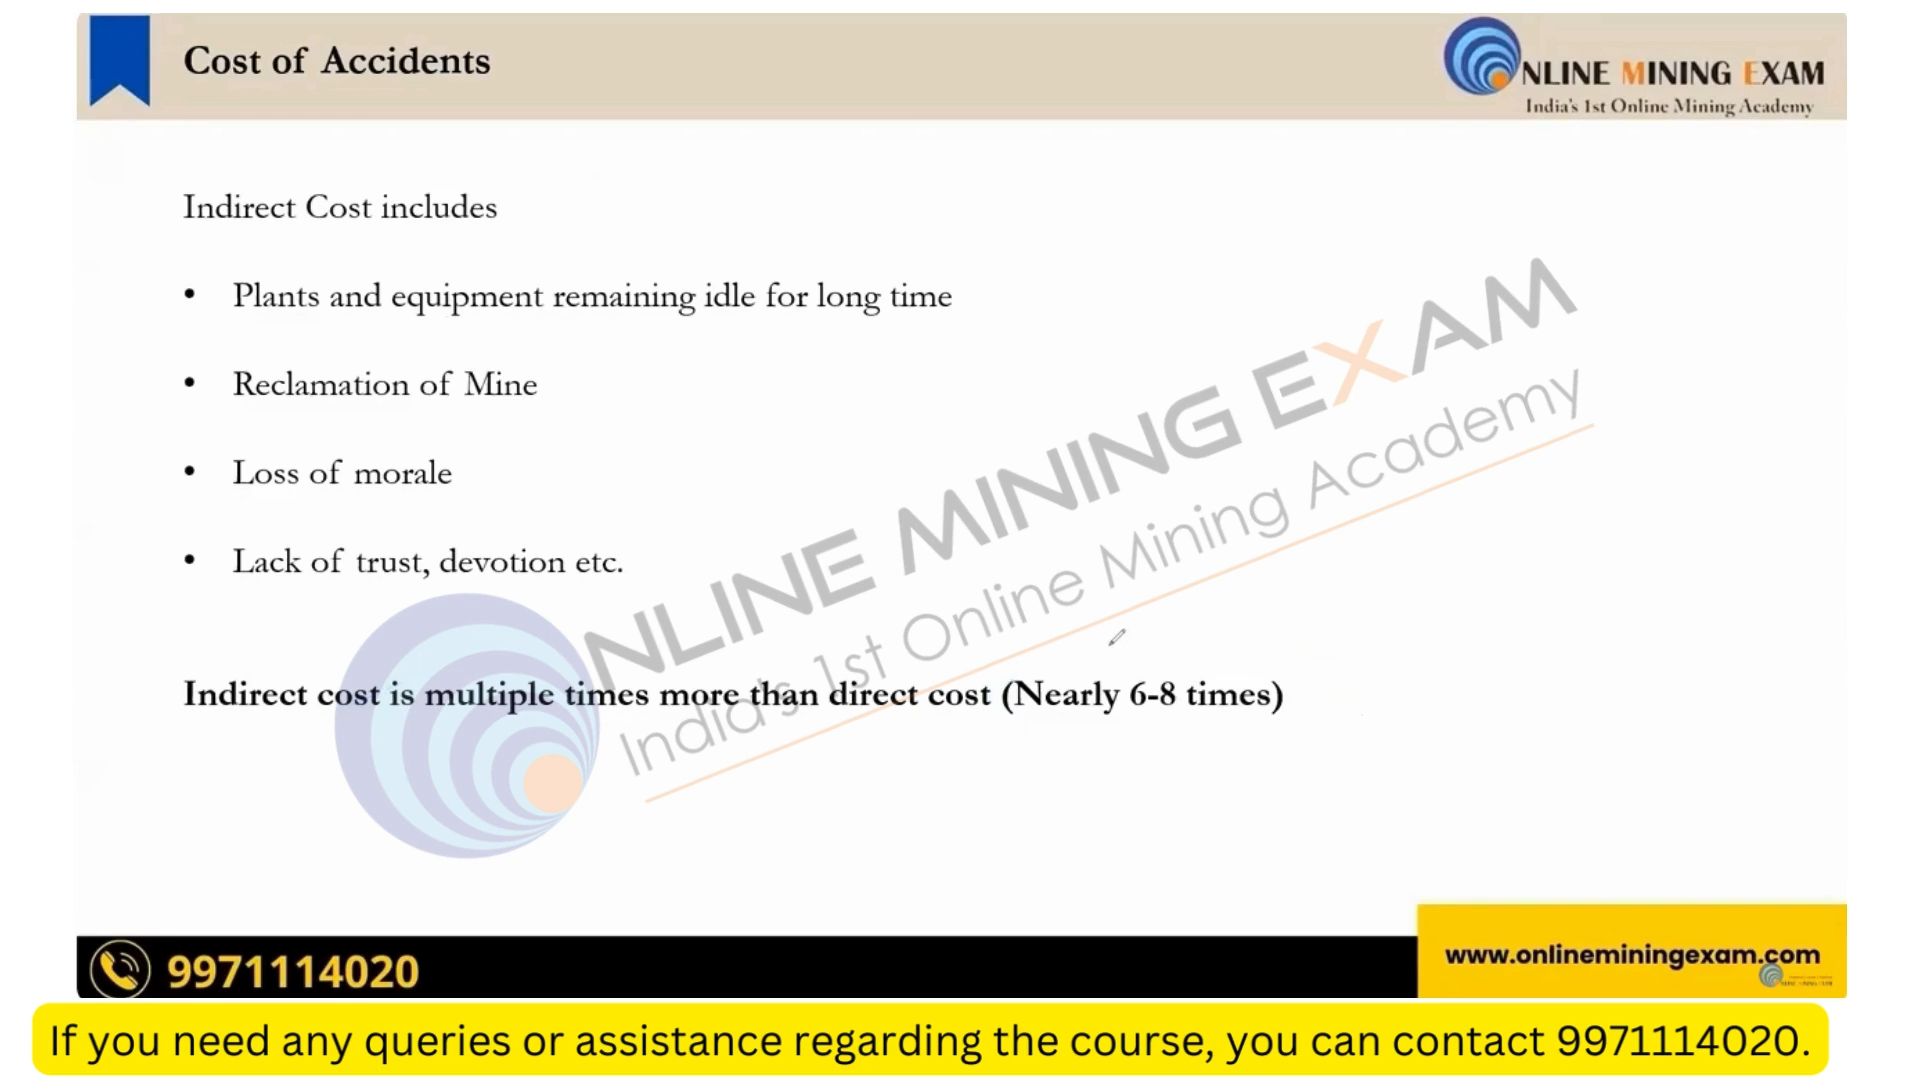 Cost of Accidents
NLINE MINING EXAM
India's 1st Online Mining Academy
Indirect Cost includes
• Plants and equipment remaining idle for long time
• Reclamation of Mine
• Loss of morale
• Lack of trust, devotion etc.
NLINE MINING EXAM
India's 1st Online Mining Academy
Indirect cost is multiple times more than direct cost (Nearly 6-8 times)
9971114020
www.onlineminingexam.com
If you need any queries or assistance regarding the course, you can contact 9971114020.